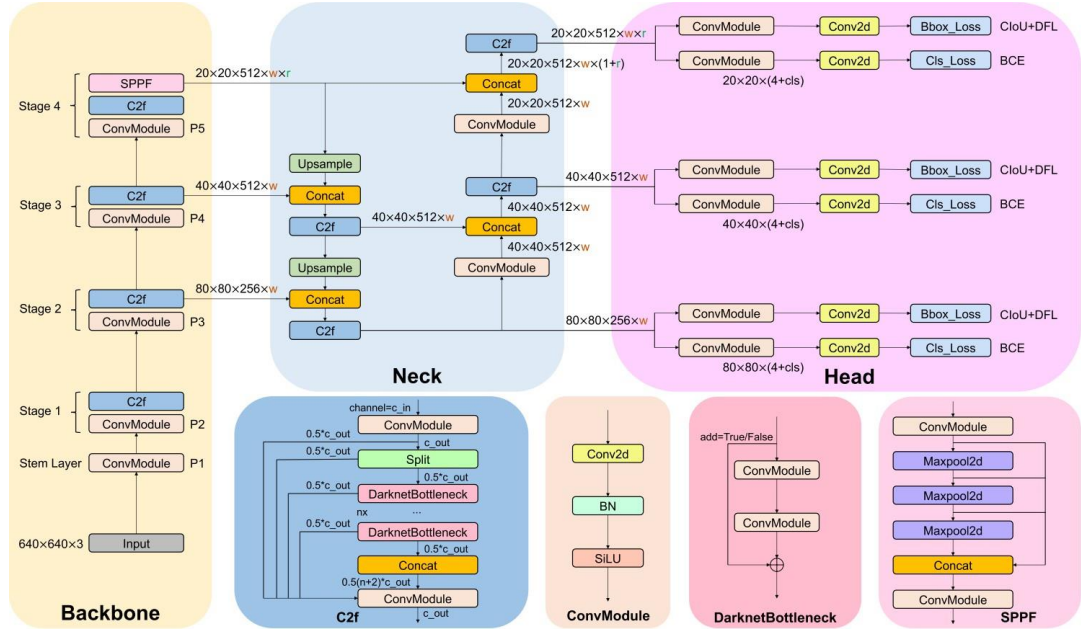 20×20×512×w×r
C2f
20×20×512×w×(1+r)
ConvModule
Conv2d
Bbox_Loss
CIoU+DFL
ConvModule
Conv2d
Cls_Loss
BCE
20×20×(4+cls)
Stage 4
SPPF
20×20×512×w×r
Concat
C2f
20×20×512×w
ConvModule
P5
ConvModule
Upsample
ConvModule
Conv2d
Bbox_Loss
CIoU+DFL
Stage 3
C2f
40×40×512×w
Concat
C2f
40×40×512×w
ConvModule
P4
40×40×512×w
ConvModule
Conv2d
Cls_Loss
BCE
C2f
40×40×512×w
Concat
40×40×(4+cls)
40×40×512×w
Upsample
ConvModule
Stage 2
C2f
80×80×256×w
Concat
ConvModule
P3
C2f
80×80×256×w
ConvModule
Conv2d
Bbox_Loss
CIoU+DFL
ConvModule
Conv2d
Cls_Loss
BCE
80×80×(4+cls)
Neck
Head
Stage 1
C2f
ConvModule
P2
Stem Layer
ConvModule
P1
640×640×3
Input
Backbone
channel=c_in
ConvModule
0.5*c_out
c_out
0.5*c_out
Split
0.5*c_out
0.5*c_out
DarknetBottleneck
nx
...
0.5*c_out
DarknetBottleneck
0.5*c_out
Concat
0.5(n+2)*c_out
ConvModule
C2f
c_out
Conv2d
BN
SiLU
ConvModule
add=True/False
ConvModule
ConvModule
DarknetBottleneck
ConvModule
Maxpool2d
Maxpool2d
Maxpool2d
Concat
ConvModule
SPPF